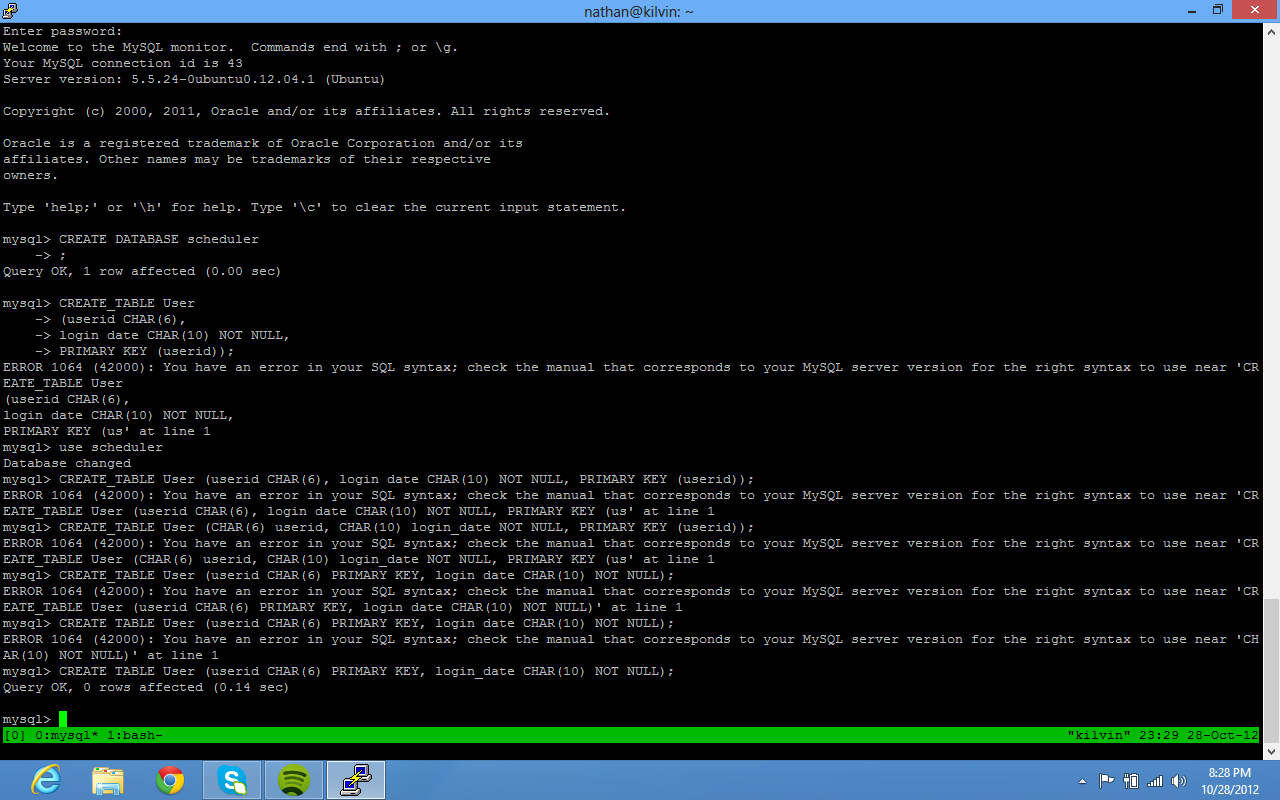 nathan@kilvin: ~
Enter password:
Welcome to the MySQL monitor.  Commands end with ; or \g.
Your MySQL connection id is 43
Server version: 5.5.24-0ubuntu0.12.04.1 (Ubuntu)
Copyright (c) 2000, 2011, Oracle and/or its affiliates. All rights reserved.
Oracle is a registered trademark of Oracle Corporation and/or its
affiliates. Other names may be trademarks of their respective
owners.
Type 'help;' or '\h' for help. Type '\c' to clear the current input statement.
mysql> CREATE DATABASE scheduler
    -> ;
Query OK, 1 row affected (0.00 sec)
mysql> CREATE_TABLE User
    -> (userid CHAR(6),
    -> login date CHAR(10) NOT NULL,
    -> PRIMARY KEY (userid));
ERROR 1064 (42000): You have an error in your SQL syntax; check the manual that corresponds to your MySQL server version for the right syntax to use near 'CR
EATE_TABLE User
(userid CHAR(6),
login date CHAR(10) NOT NULL,
PRIMARY KEY (us' at line 1
mysql> use scheduler
Database changed
mysql> CREATE_TABLE User (userid CHAR(6), login date CHAR(10) NOT NULL, PRIMARY KEY (userid));
ERROR 1064 (42000): You have an error in your SQL syntax; check the manual that corresponds to your MySQL server version for the right syntax to use near 'CR
EATE_TABLE User (userid CHAR(6), login date CHAR(10) NOT NULL, PRIMARY KEY (us' at line 1
mysql> CREATE_TABLE User (CHAR(6) userid, CHAR(10) login_date NOT NULL, PRIMARY KEY (userid));
ERROR 1064 (42000): You have an error in your SQL syntax; check the manual that corresponds to your MySQL server version for the right syntax to use near 'CR
EATE_TABLE User (CHAR(6) userid, CHAR(10) login_date NOT NULL, PRIMARY KEY (us' at line 1
mysql> CREATE_TABLE User (userid CHAR(6) PRIMARY KEY, login date CHAR(10) NOT NULL);
ERROR 1064 (42000): You have an error in your SQL syntax; check the manual that corresponds to your MySQL server version for the right syntax to use near 'CR
EATE_TABLE User (userid CHAR(6) PRIMARY KEY, login date CHAR(10) NOT NULL)' at line 1
mysql> CREATE TABLE User (userid CHAR(6) PRIMARY KEY, login date CHAR(10) NOT NULL);
ERROR 1064 (42000): You have an error in your SQL syntax; check the manual that corresponds to your MySQL server version for the right syntax to use near 'CH
AR(10) NOT NULL)' at line 1
mysql> CREATE TABLE User (userid CHAR(6) PRIMARY KEY, login_date CHAR(10) NOT NULL);
Query OK, 0 rows affected (0.14 sec)
mysql>
[0] 0:mysql* 1:bash- "kilvin" 23:29 28-Oct-12
8:28 PM
10/28/2012